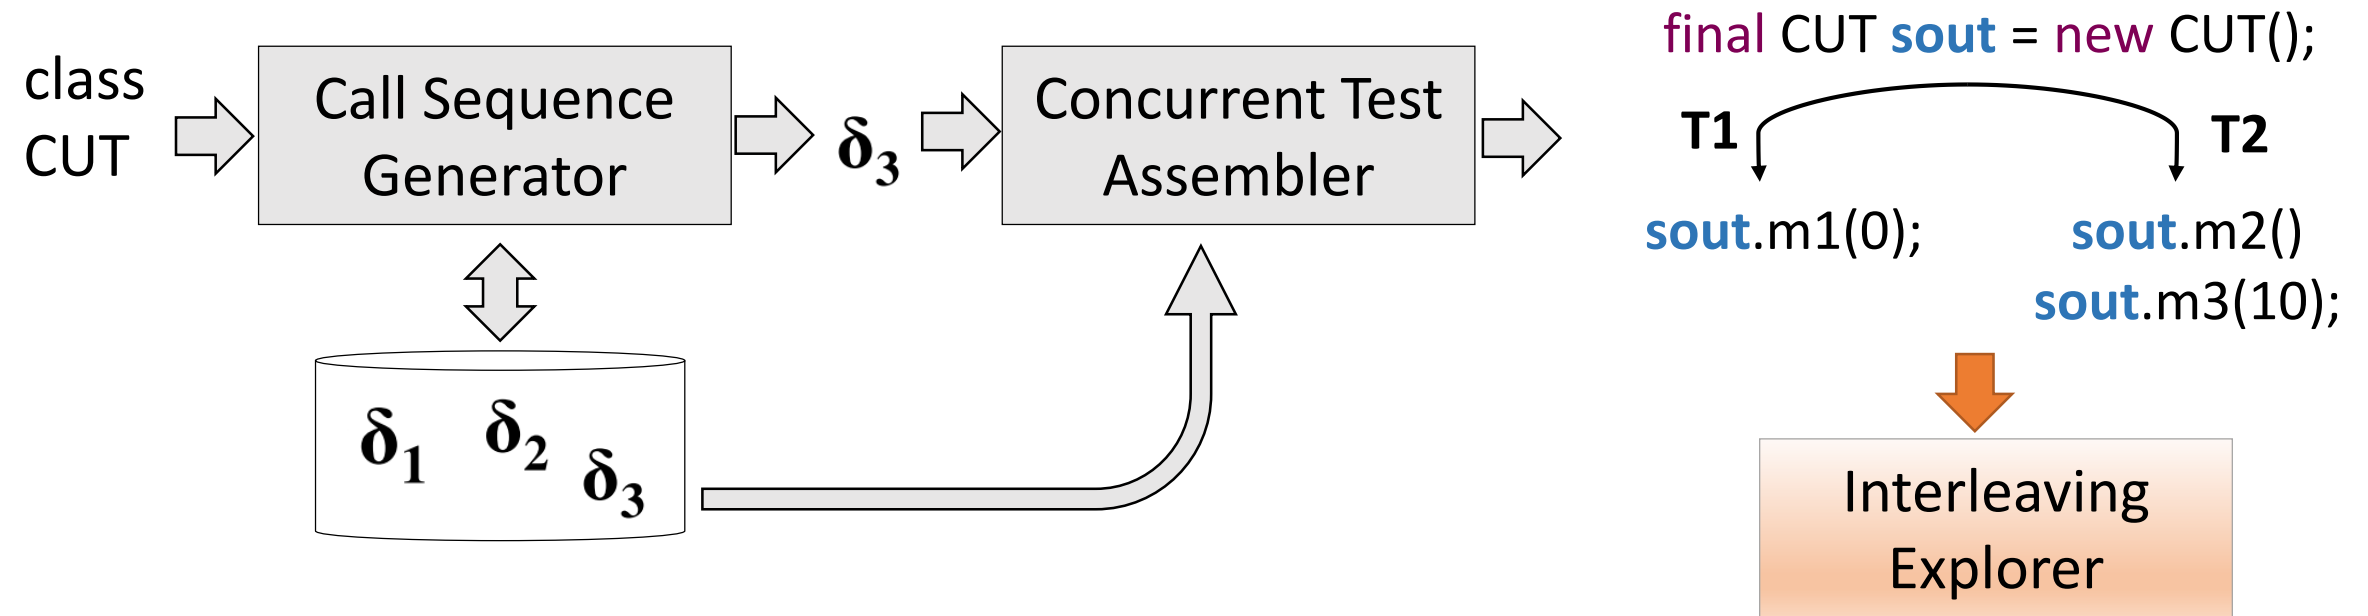 class
CUT
Call Sequence
Generator
δ3
Concurrent Test
Assembler
final CUT sout = new CUT();
T1
T2
sout.m1(0);
sout.m2()
sout.m3(10);
δ1
δ2
δ3
Interleaving
Explorer